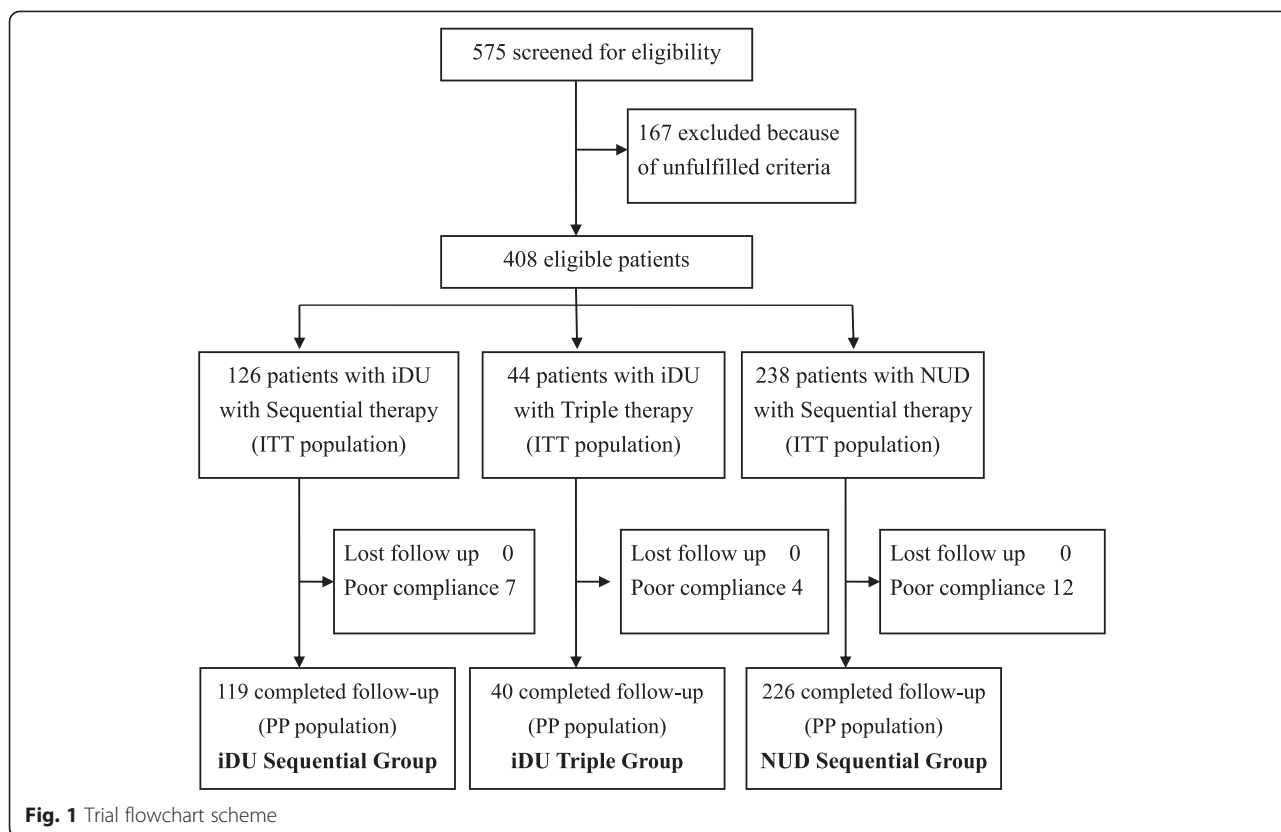 575 screened for eligibility
167 excluded because
of unfulfilled criteria
408 eligible patients
126 patients with iDU
with Sequential therapy
(ITT population)
44 patients with iDU
with Triple therapy
(ITT population)
238 patients with NUD
with Sequential therapy
(ITT population)
Lost follow up 0
Poor compliance 7
Lost follow up 0
Poor compliance 4
Lost follow up 0
Poor compliance 12
119 completed follow-up
(PP population)
iDU Sequential Group
40 completed follow-up
(PP population)
iDU Triple Group
226 completed follow-up
(PP population)
NUD Sequential Group
Fig. 1 Trial flowchart scheme